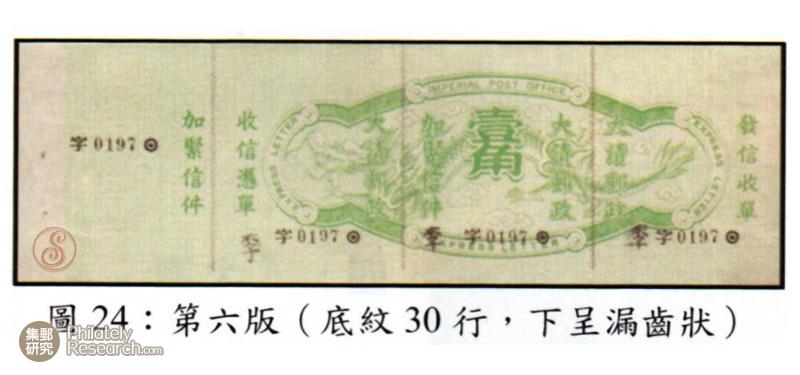 IMPERIAL POST OFFICE
EXPRESS LETTER
EXPRESS LETTER
EXPRESS LETTER
字0197
加緊信件
收信憑單
大清郵政
字0197
加緊信件
壹角
大清郵政
字0197
大清郵政
發信收單
字0197
S
圖 24：第六版（底紋 30 行，下呈漏齒狀）
集郵研究
Philately
Research.com